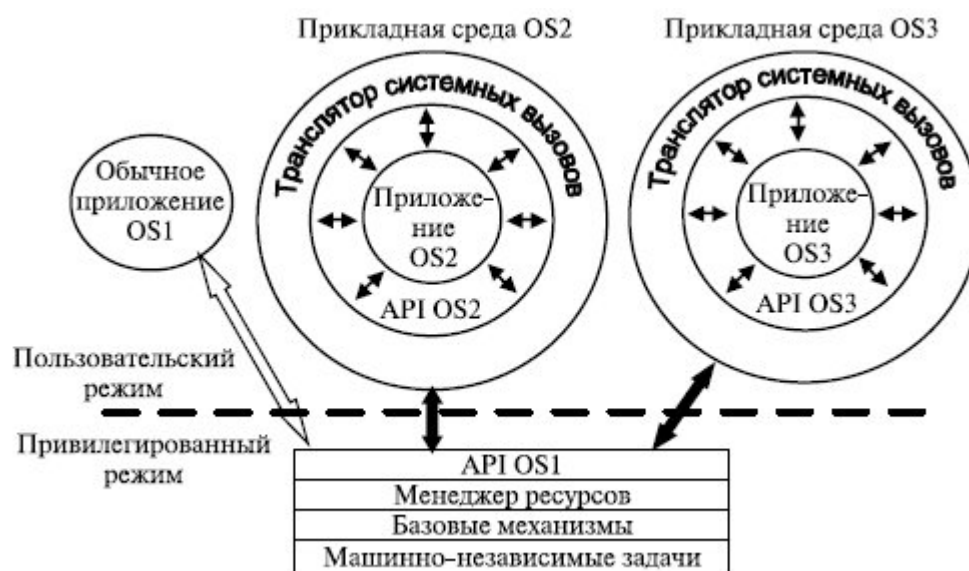 Прикладная среда OS2
Прикладная среда OS3
Транслятор системных вызовов
Транслятор системных вызовов
Обычное
приложение
OS1
Приложе-
ние
OS2
API OS2
Приложе-
ние
OS3
API OS3
Пользовательский
режим
Привилегированный
режим
API OS1
Менеджер ресурсов
Базовые механизмы
Машинно-независимые задачи